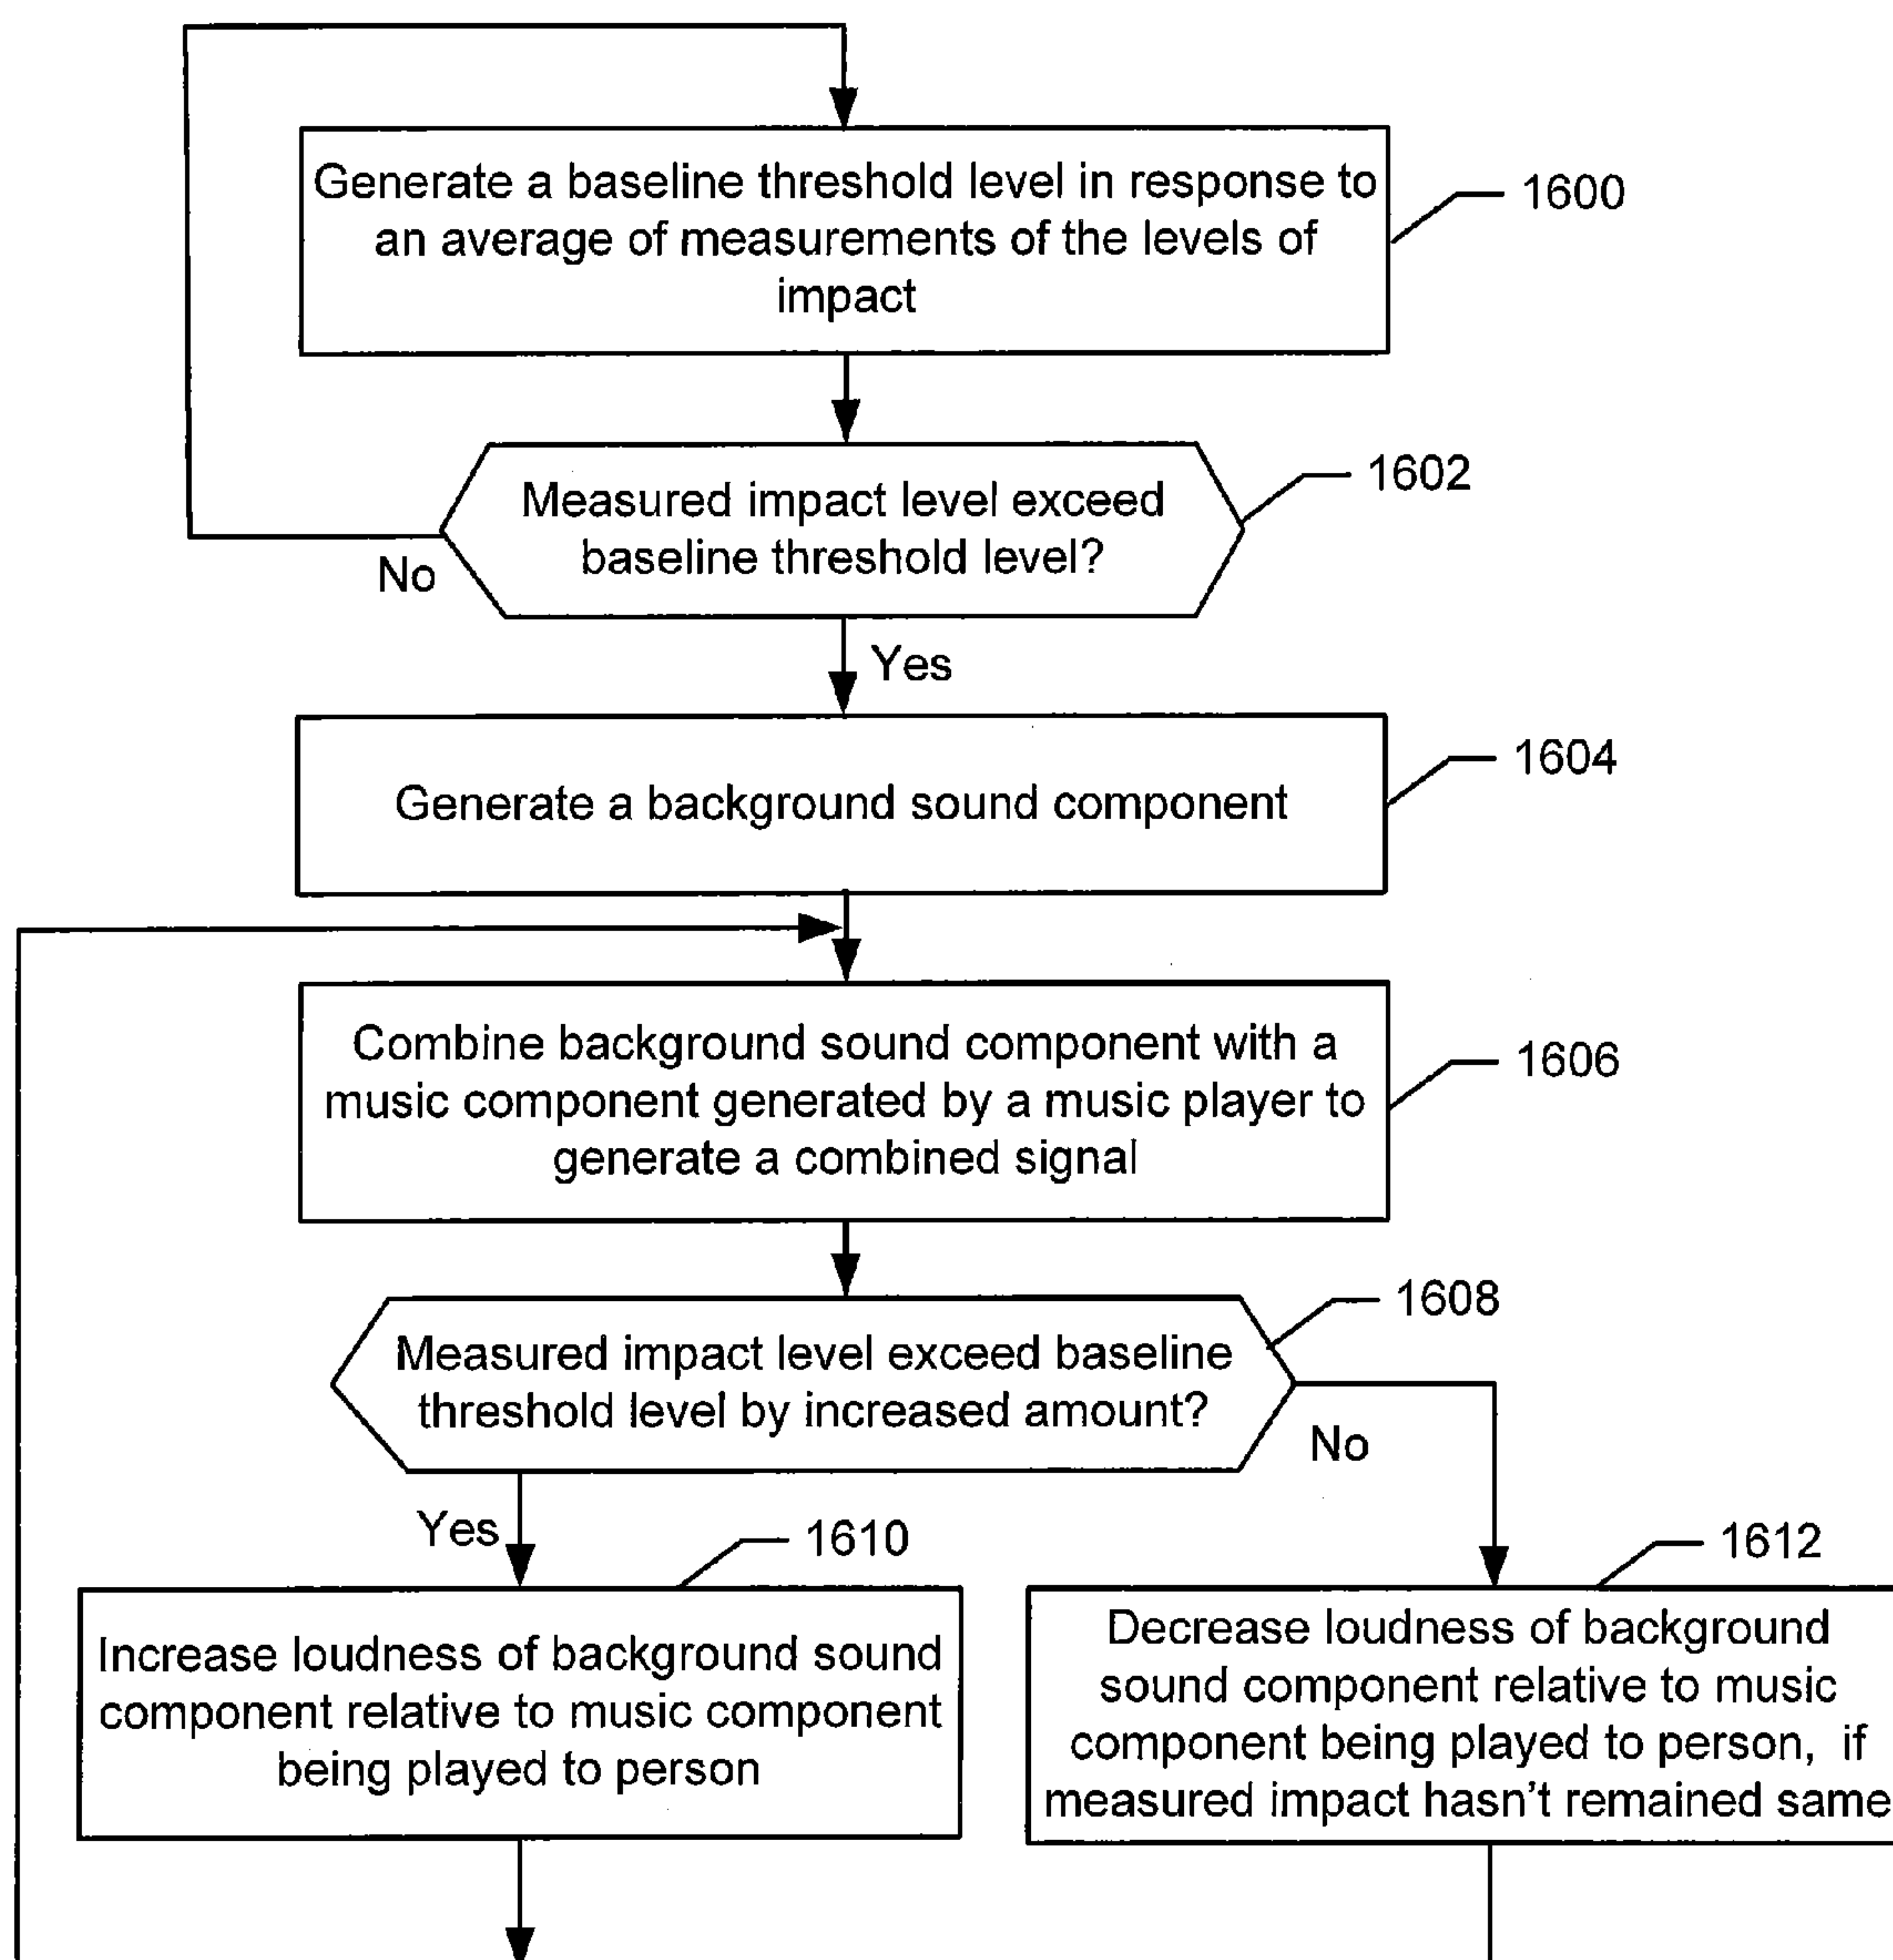 Generate a baseline threshold level in response to
an average of measurements of the levels of
impact
1600
Measured impact level exceed
baseline threshold level?
1602
No
Yes
Generate a background sound component
1604
Combine background sound component with a
music component generated by a music player to
generate a combined signal
1606
Measured impact level exceed baseline
threshold level by increased amount?
1608
No
Yes
1610
1612
Increase loudness of background sound
component relative to music component
being played to person
Decrease loudness of background
sound component relative to music
component being played to person, if
measured impact hasn't remained same